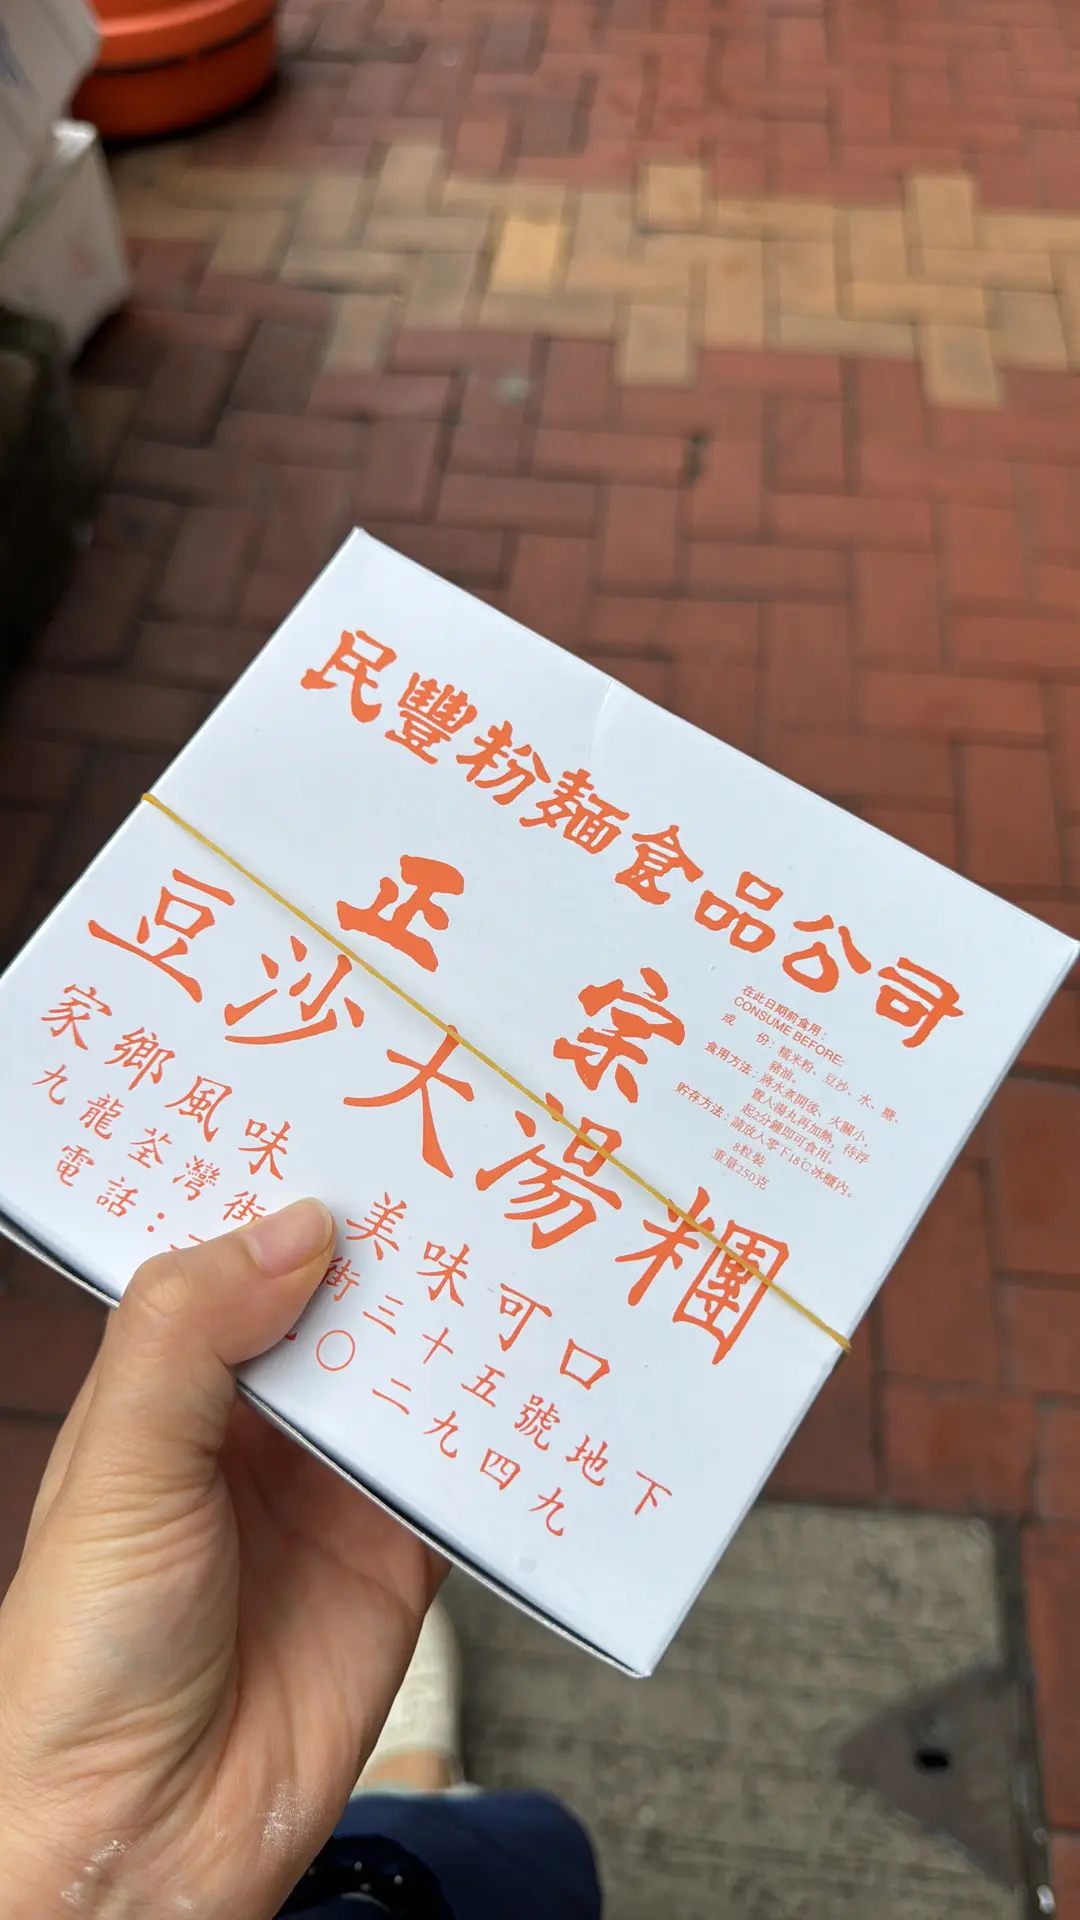 民豐粉麵食品公司
正宗
豆沙大湯糰
在此日期前食用：
CONSUME BEFORE:
成　份：糯米粉、豆沙、水、糖、
豬油。
食用方法：將水煮開後、火關小、
置入湯丸再加熱，待浮
起2分鐘即可食用。
貯存方法：請放入零下18℃冰櫃內。
8粒裝
重量250克
家鄉風味 美味可口
九龍荃灣街 街三十五號地下
電話：三 〇二九四九